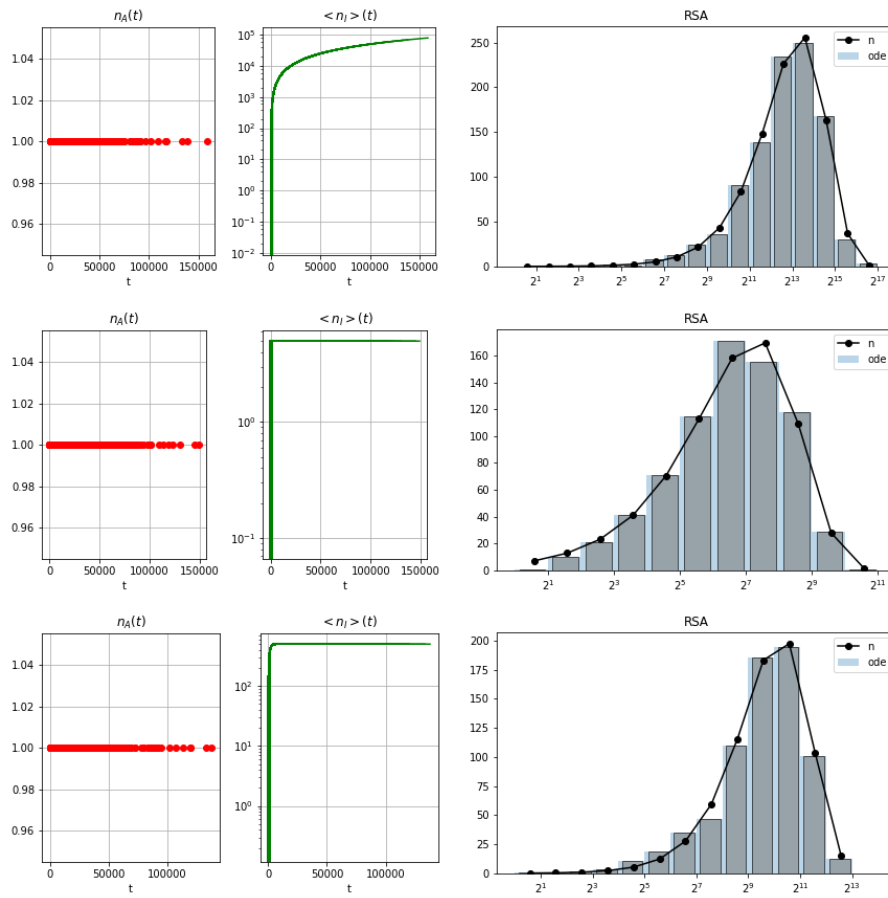 n_A(t)
1.04
1.02
1.00
0.98
0.96
0 50000 100000 150000
t
< n_I > (t)
10^5
10^4
10^3
10^2
10^1
10^0
10^-1
10^-2
0 50000 100000 150000
t
RSA
n
ode
250
200
150
100
50
0
2^1 2^3 2^5 2^7 2^9 2^11 2^13 2^15 2^17
n_A(t)
1.04
1.02
1.00
0.98
0.96
0 50000 100000 150000
t
< n_I > (t)
10^0
10^-1
0 50000 100000 150000
t
RSA
n
ode
160
140
120
100
80
60
40
20
0
2^1 2^3 2^5 2^7 2^9 2^11
n_A(t)
1.04
1.02
1.00
0.98
0.96
0 100000
t
< n_I > (t)
10^2
10^1
10^0
0 100000
t
RSA
n
ode
200
175
150
125
100
75
50
25
0
2^1 2^3 2^5 2^7 2^9 2^11 2^13